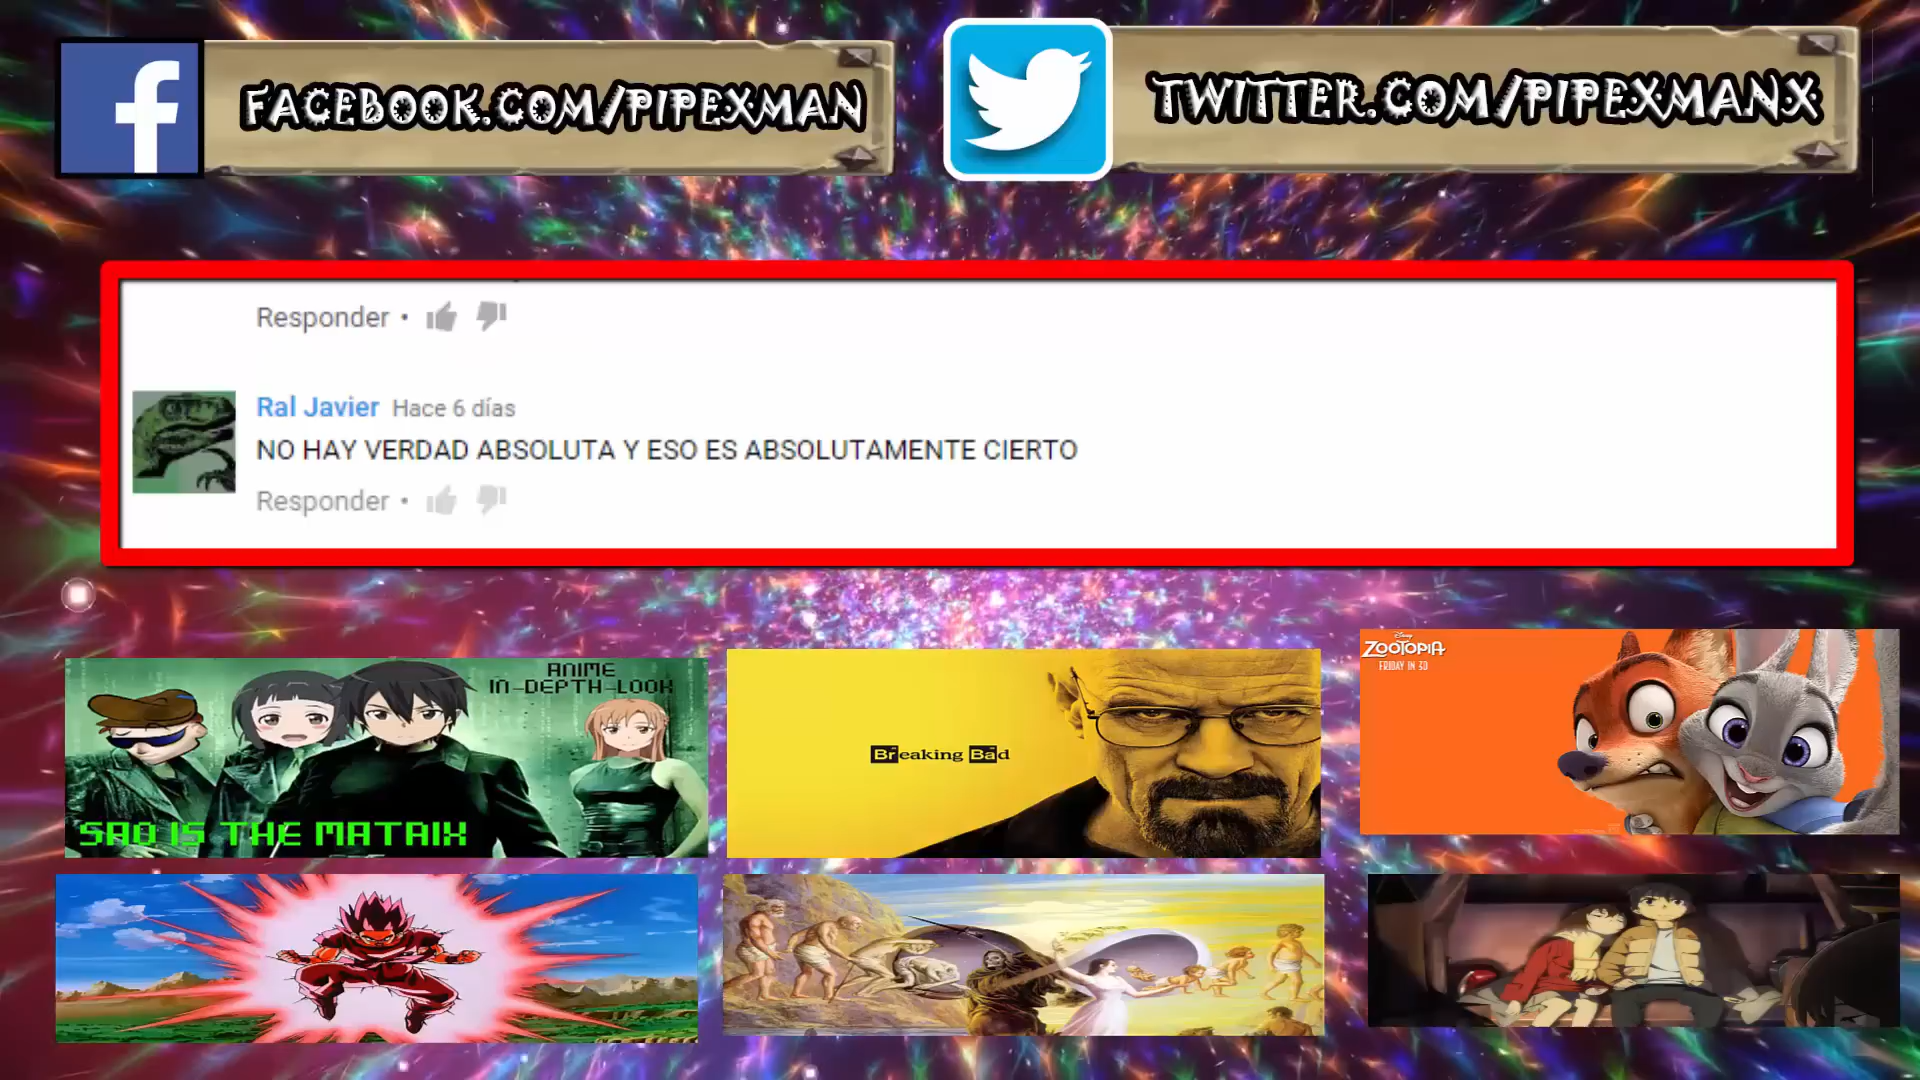 FACEBOOK.COM/PIPEXMAN
TWITTER.COM/PIPEXMANX
Responder •
Ral Javier Hace 6 días
NO HAY VERDAD ABSOLUTA Y ESO ES ABSOLUTAMENTE CIERTO
Responder •
ANIME
IN-DEPTH-LOOK
SAO IS THE MATRIX
Breaking Bad
Disney
ZOOTOPIA
FRIDAY IN 3D